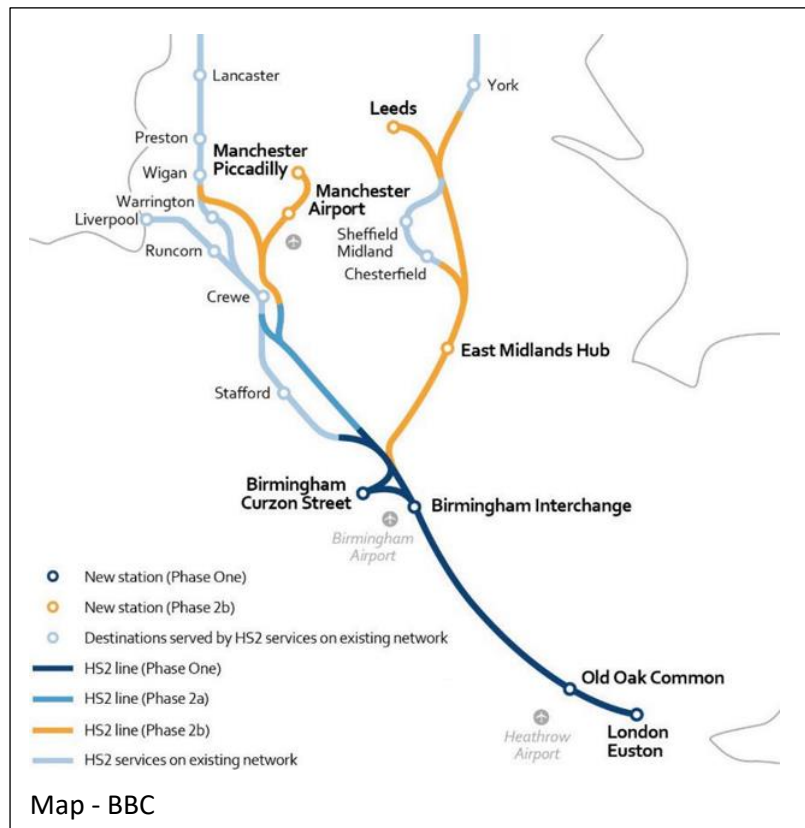 Lancaster
York
Leeds
Preston
Manchester
Piccadilly
Wigan
Manchester
Airport
Warrington
Liverpool
Sheffield
Midland
Runcorn
Chesterfield
Crewe
East Midlands Hub
Stafford
Birmingham
Curzon Street
Birmingham Interchange
Birmingham
Airport
New station (Phase One)
New station (Phase 2b)
Destinations served by HS2 services on existing network
HS2 line (Phase One)
HS2 line (Phase 2a)
HS2 line (Phase 2b)
HS2 services on existing network
Old Oak Common
Heathrow
Airport
London
Euston
Map - BBC